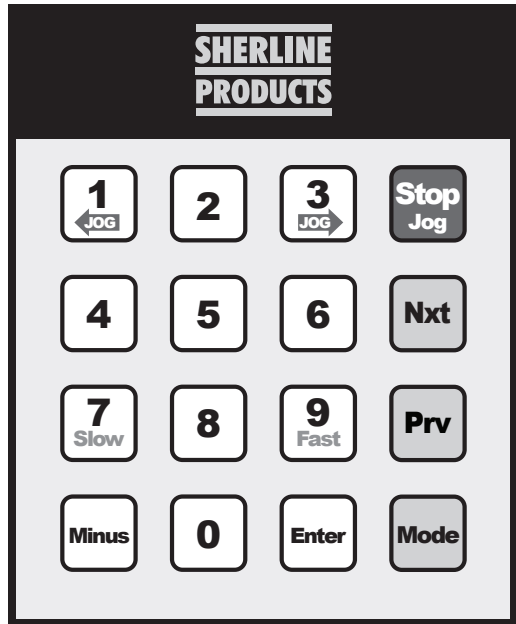 SHERLINE
PRODUCTS
1 2 3 Stop
JOG JOG Jog
4 5 6 Nxt
7 8 9 Prv
Slow Fast
Minus 0 Enter Mode